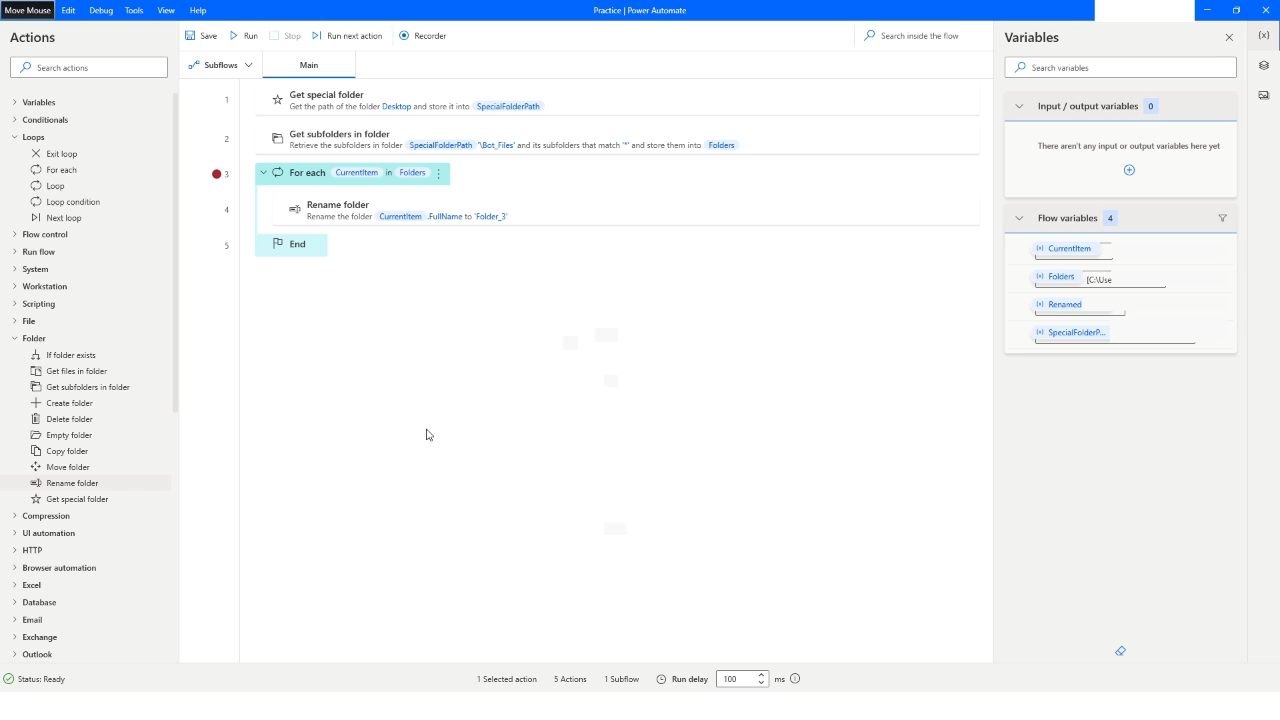 Move Mouse Edit Debug Tools View Help Practice | Power Automate
Actions
Search actions
Variables
Conditionals
Loops
Exit loop
For each
Loop
Loop condition
Next loop
Flow control
Run flow
System
Workstation
Scripting
File
Folder
If folder exists
Get files in folder
Get subfolders in folder
Create folder
Delete folder
Empty folder
Copy folder
Move folder
Rename folder
Get special folder
Compression
UI automation
HTTP
Browser automation
Excel
Database
Email
Exchange
Outlook
Save Run Stop Run next action Recorder Search inside the flow
Subflows Main
1 Get special folder
Get the path of the folder Desktop and store it into SpecialFolderPath
2 Get subfolders in folder
Retrieve the subfolders in folder SpecialFolderPath '\Bot_Files' and its subfolders that match '*' and store them into Folders
3 For each CurrentItem in Folders
4 Rename folder
Rename the folder CurrentItem .FullName to 'Folder_3'
5 End
Variables
Search variables
Input / output variables 0
There aren't any input or output variables here yet
Flow variables 4
{x} CurrentItem
{x} Folders [C:\Use
{x} Renamed
{x} SpecialFolderP...
{x}
Status: Ready 1 Selected action 5 Actions 1 Subflow Run delay 100 ms